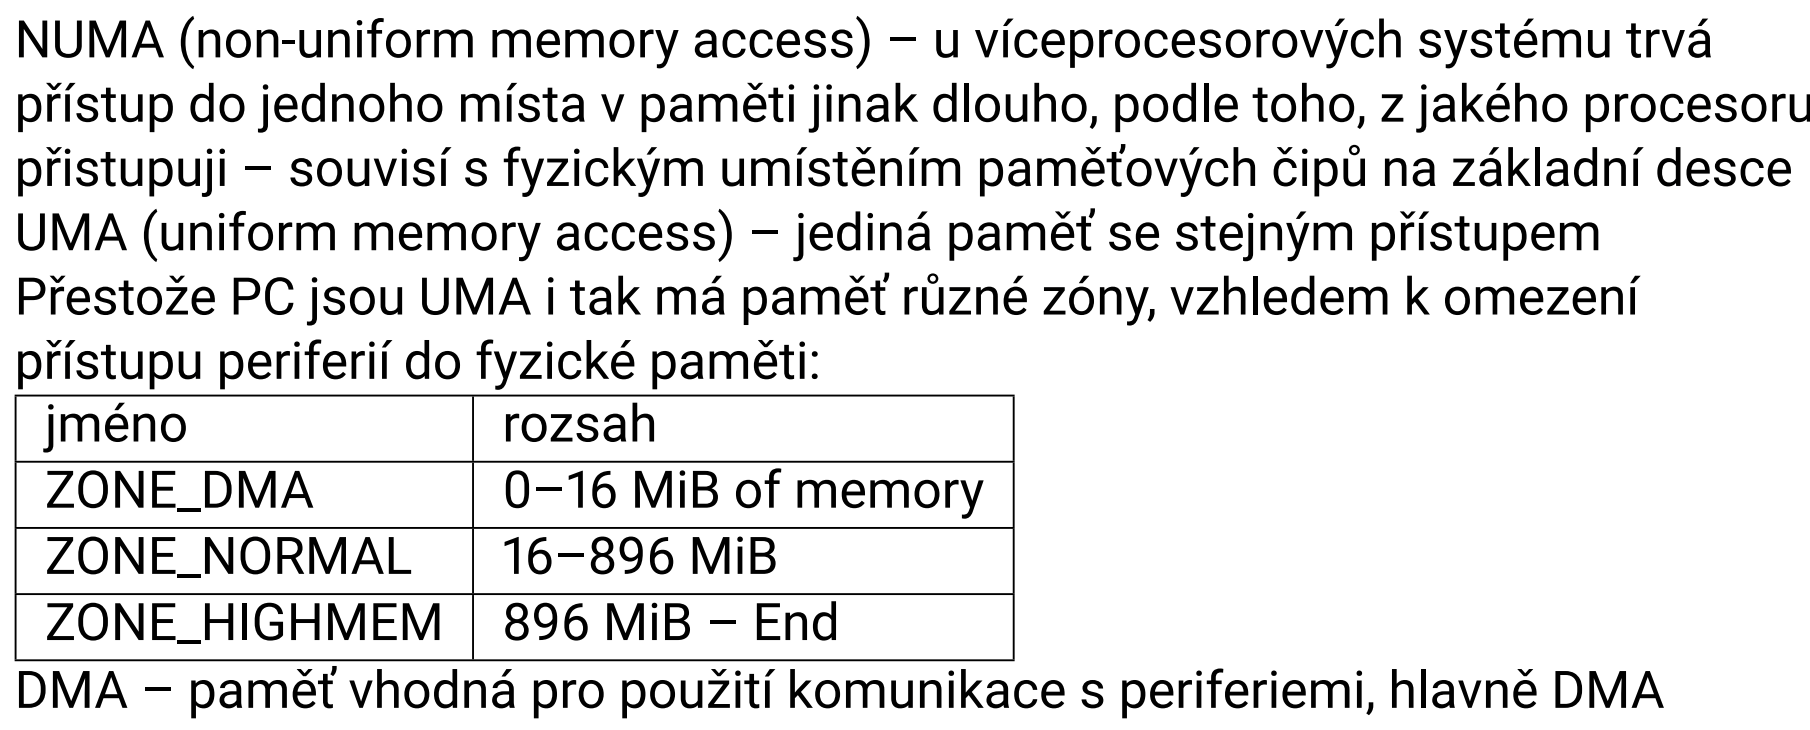 NUMA (non-uniform memory access) – u víceprocesorových systému trvá
přístup do jednoho místa v paměti jinak dlouho, podle toho, z jakého procesoru
přistupuji – souvisí s fyzickým umístěním paměťových čipů na základní desce
UMA (uniform memory access) – jediná paměť se stejným přístupem
Přestože PC jsou UMA i tak má paměť různé zóny, vzhledem k omezení
přístupu periferií do fyzické paměti:
jméno rozsah
ZONE_DMA 0–16 MiB of memory
ZONE_NORMAL 16–896 MiB
ZONE_HIGHMEM 896 MiB – End
DMA – paměť vhodná pro použití komunikace s periferiemi, hlavně DMA